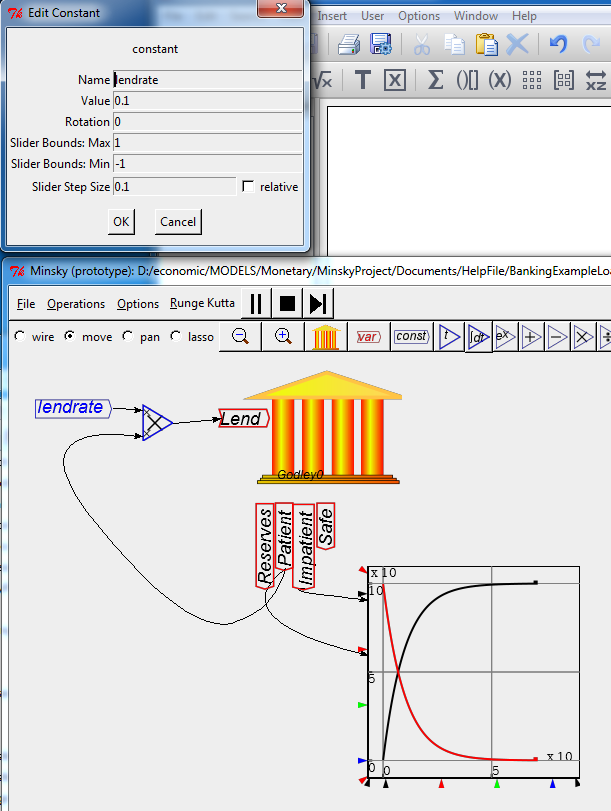 Edit Constant
Insert User Options Window Help
constant
Name lendrate
Value 0.1
Rotation 0
Slider Bounds: Max 1
Slider Bounds: Min -1
Slider Step Size 0.1 relative
OK Cancel
√x T X Σ ()[] (X) XZ
Minsky (prototype): D:/economic/MODELS/Monetary/MinskyProject/Documents/HelpFile/BankingExampleLoa
File Operations Options Runge Kutta
wire move pan lasso var const t ∫dt eˣ + − × ÷
lendrate
Lend
Godley0
Reserves
Patient
Impatient
Safe
x 10
10
5
0
0 5 x 10